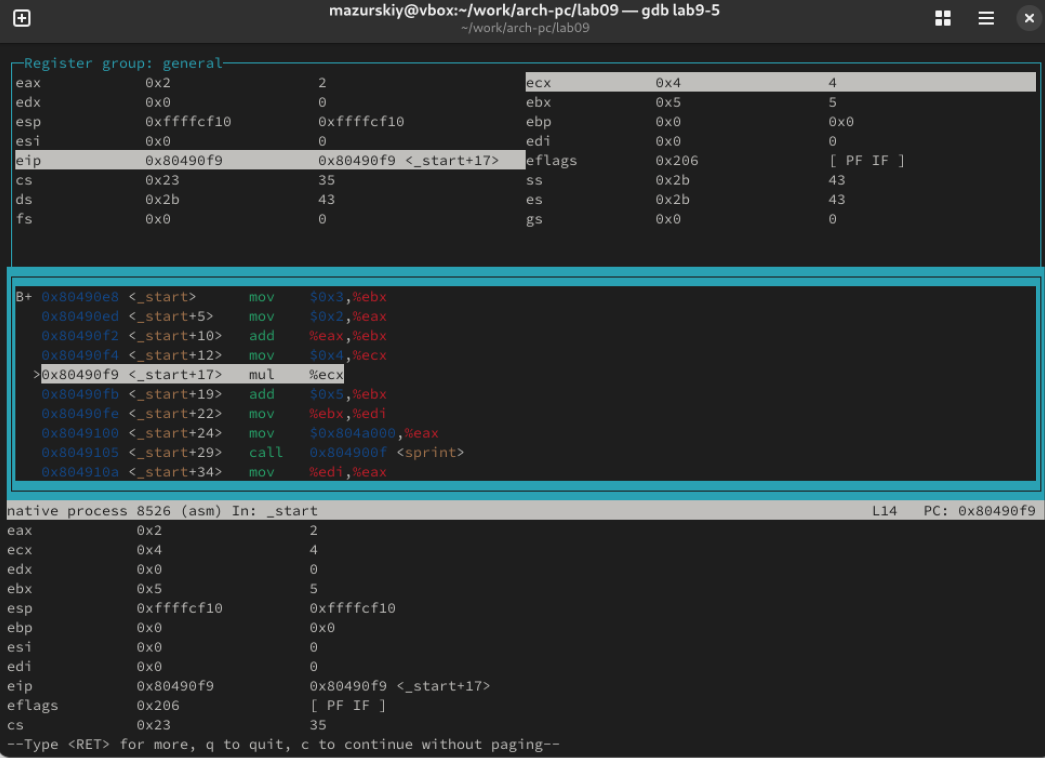 mazurskiy@vbox:~/work/arch-pc/lab09 — gdb lab9-5
~/work/arch-pc/lab09
Register group: general
eax 0x2 2 ecx 0x4 4
edx 0x0 0 ebx 0x5 5
esp 0xffffcf10 0xffffcf10 ebp 0x0 0x0
esi 0x0 0 edi 0x0 0
eip 0x80490f9 0x80490f9 <_start+17> eflags 0x206 [ PF IF ]
cs 0x23 35 ss 0x2b 43
ds 0x2b 43 es 0x2b 43
fs 0x0 0 gs 0x0 0
B+ 0x80490e8 <_start> mov $0x3,%ebx
0x80490ed <_start+5> mov $0x2,%eax
0x80490f2 <_start+10> add %eax,%ebx
0x80490f4 <_start+12> mov $0x4,%ecx
>0x80490f9 <_start+17> mul %ecx
0x80490fb <_start+19> add $0x5,%ebx
0x80490fe <_start+22> mov %ebx,%edi
0x8049100 <_start+24> mov $0x804a000,%eax
0x8049105 <_start+29> call 0x804900f <sprint>
0x804910a <_start+34> mov %edi,%eax
native process 8526 (asm) In: _start L14 PC: 0x80490f9
eax 0x2 2
ecx 0x4 4
edx 0x0 0
ebx 0x5 5
esp 0xffffcf10 0xffffcf10
ebp 0x0 0x0
esi 0x0 0
edi 0x0 0
eip 0x80490f9 0x80490f9 <_start+17>
eflags 0x206 [ PF IF ]
cs 0x23 35
--Type <RET> for more, q to quit, c to continue without paging--